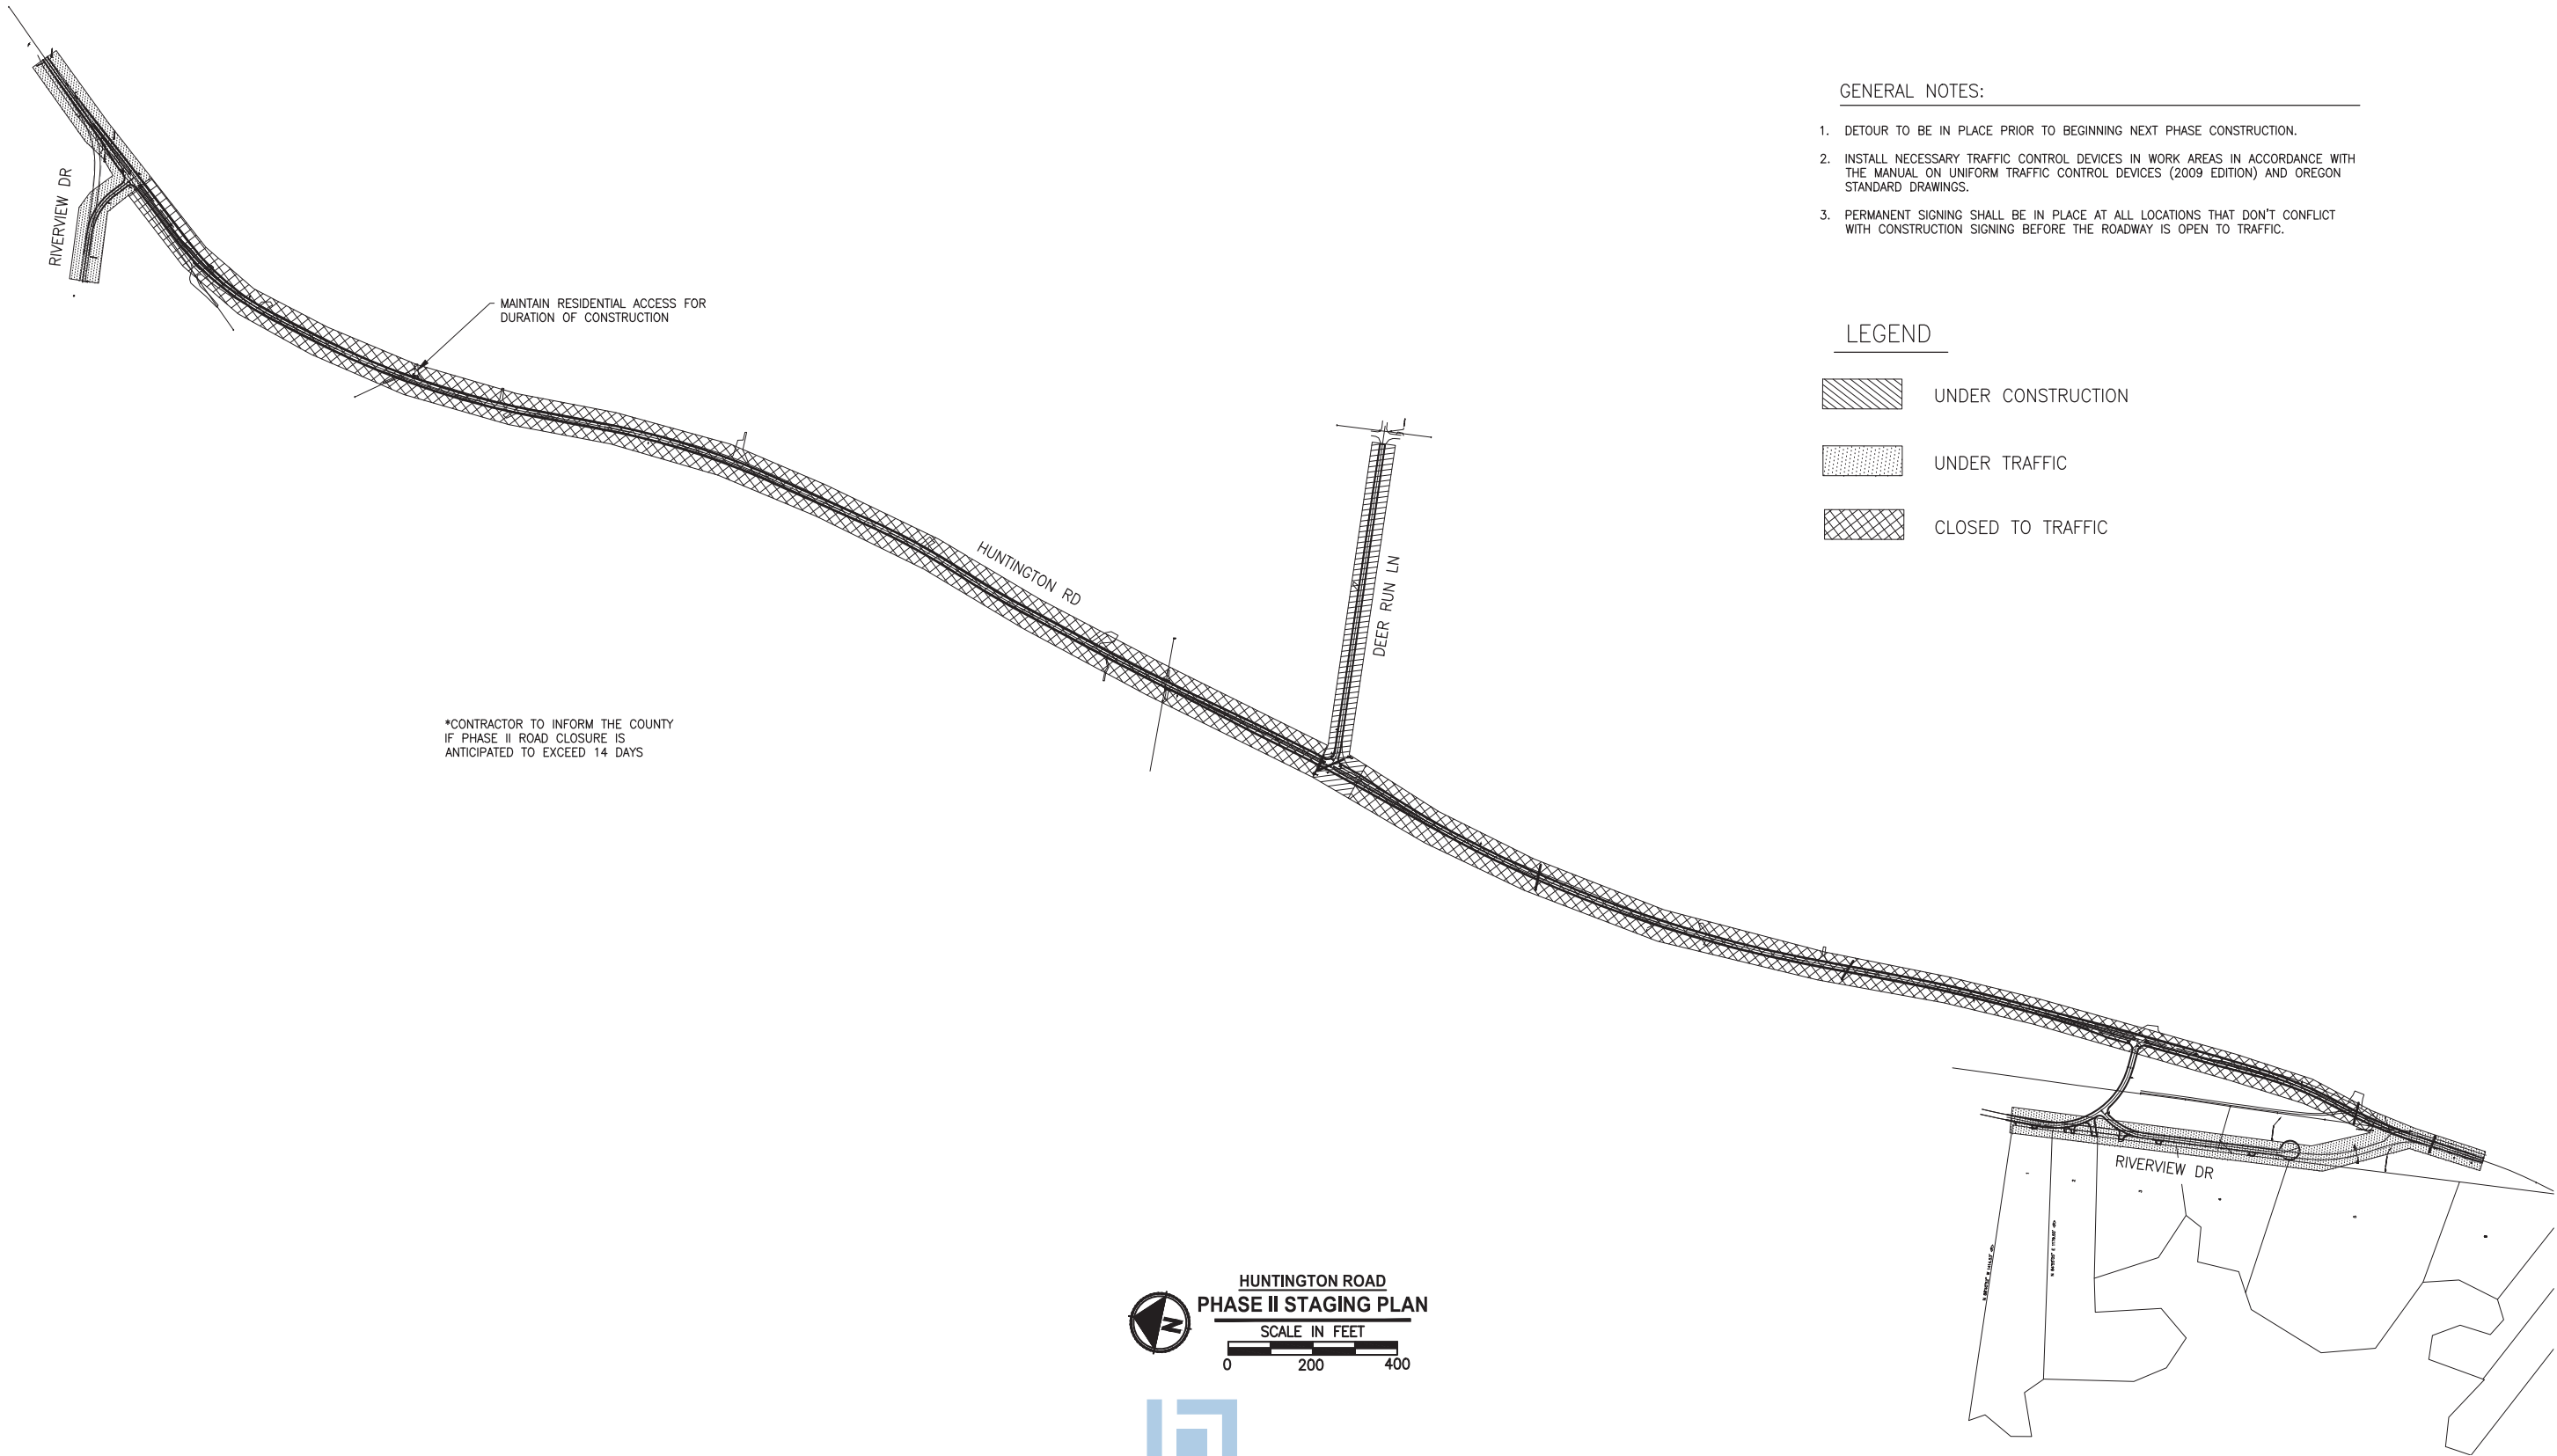 GENERAL NOTES:
1. DETOUR TO BE IN PLACE PRIOR TO BEGINNING NEXT PHASE CONSTRUCTION.
2. INSTALL NECESSARY TRAFFIC CONTROL DEVICES IN WORK AREAS IN ACCORDANCE WITH
THE MANUAL ON UNIFORM TRAFFIC CONTROL DEVICES (2009 EDITION) AND OREGON
STANDARD DRAWINGS.
3. PERMANENT SIGNING SHALL BE IN PLACE AT ALL LOCATIONS THAT DON'T CONFLICT
WITH CONSTRUCTION SIGNING BEFORE THE ROADWAY IS OPEN TO TRAFFIC.
RIVERVIEW DR
MAINTAIN RESIDENTIAL ACCESS FOR
DURATION OF CONSTRUCTION
LEGEND
UNDER CONSTRUCTION
UNDER TRAFFIC
CLOSED TO TRAFFIC
HUNTINGTON RD
DEER RUN LN
*CONTRACTOR TO INFORM THE COUNTY
IF PHASE II ROAD CLOSURE IS
ANTICIPATED TO EXCEED 14 DAYS
RIVERVIEW DR
HUNTINGTON ROAD
PHASE II STAGING PLAN
N
SCALE IN FEET
0 200 400